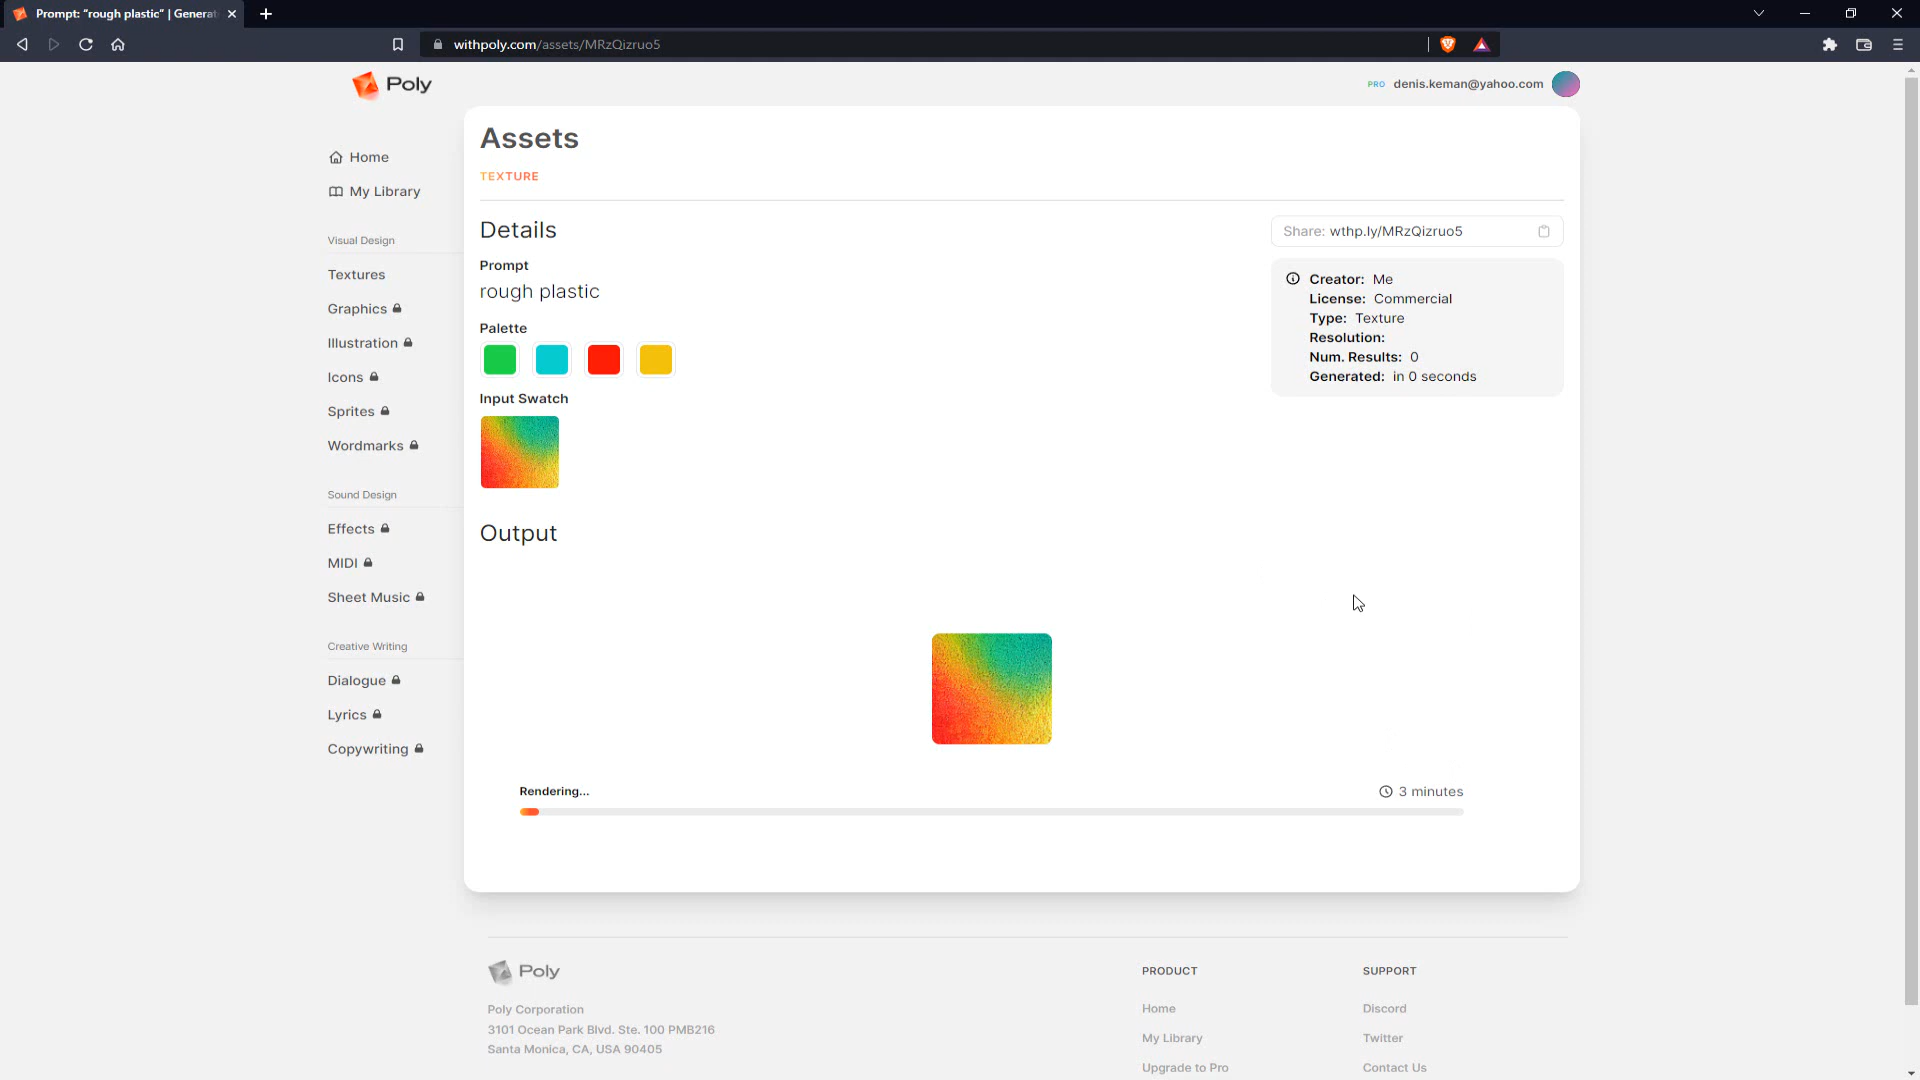 Prompt: "rough plastic" | Generat
withpoly.com/assets/MRzQizruo5
Poly
PRO denis.keman@yahoo.com
Home
My Library
Visual Design
Textures
Graphics
Illustration
Icons
Sprites
Wordmarks
Sound Design
Effects
MIDI
Sheet Music
Creative Writing
Dialogue
Lyrics
Copywriting
Assets
TEXTURE
Details
Prompt
rough plastic
Palette
Input Swatch
Share: wthp.ly/MRzQizruo5
Creator: Me
License: Commercial
Type: Texture
Resolution:
Num. Results: 0
Generated: in 0 seconds
Output
Rendering...
3 minutes
Poly
Poly Corporation
3101 Ocean Park Blvd. Ste. 100 PMB216
Santa Monica, CA, USA 90405
PRODUCT
Home
My Library
Upgrade to Pro
SUPPORT
Discord
Twitter
Contact Us